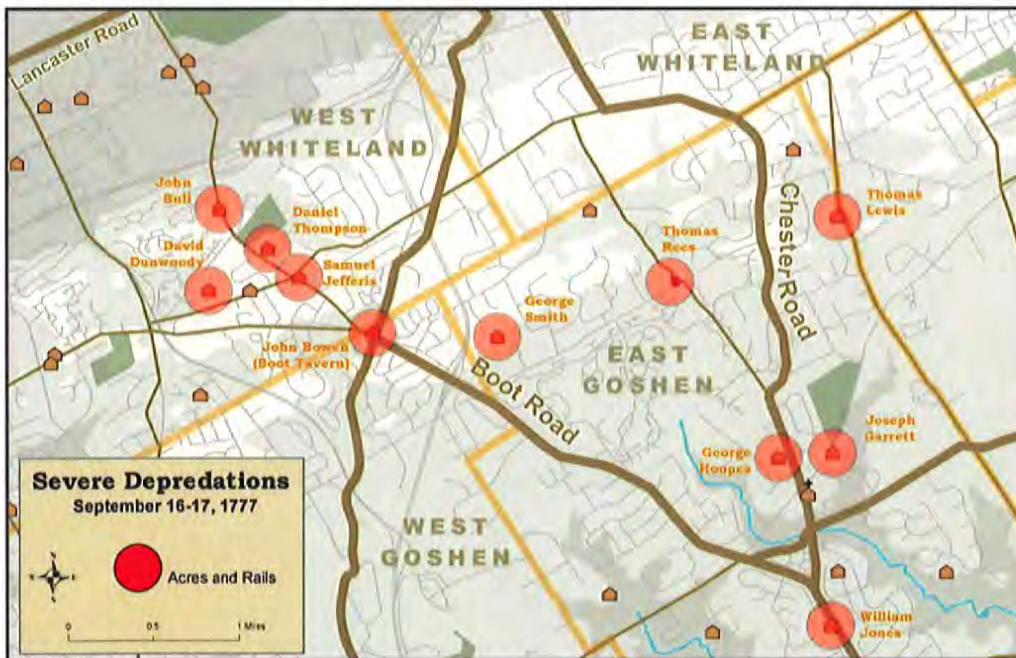 Lancaster Road
EAST
WHITELAND
WEST
WHITELAND
John
Bull
Daniel
Thompson
David
Dunwoody
Samuel
Jefferis
John Bowen
(Boot Tavern)
George
Smith
Boot Road
Thomas
Rees
Chester Road
Thomas
Lewis
EAST
GOSHEN
George
Hoopes
Joseph
Garrett
WEST
GOSHEN
William
Jones
Severe Depredations
September 16-17, 1777
N
W E
S
Acres and Rails
0 0.5 1 Miles